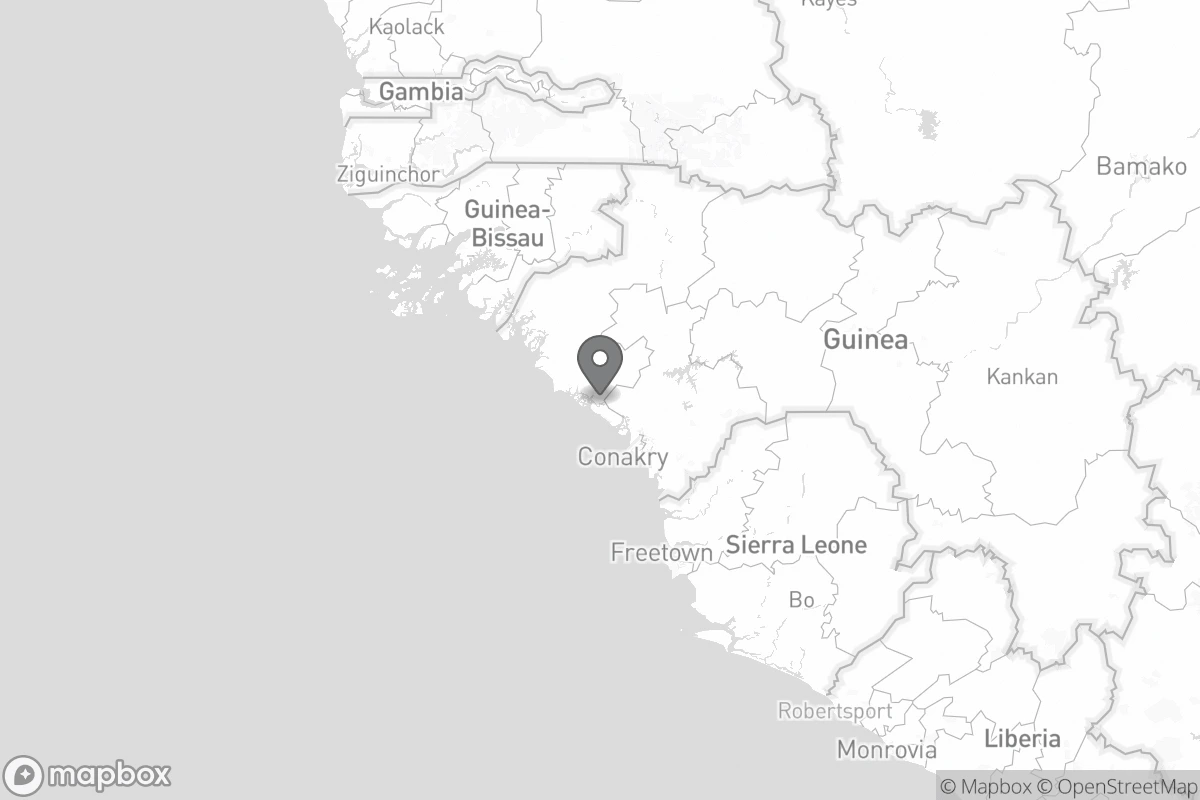 Kayes
Kaolack
Gambia
Bamako
Ziguinchor
Guinea-
Bissau
Guinea
Kankan
Conakry
Freetown
Sierra Leone
Bo
Robertsport
Monrovia
Liberia
mapbox
© Mapbox © OpenStreetMap